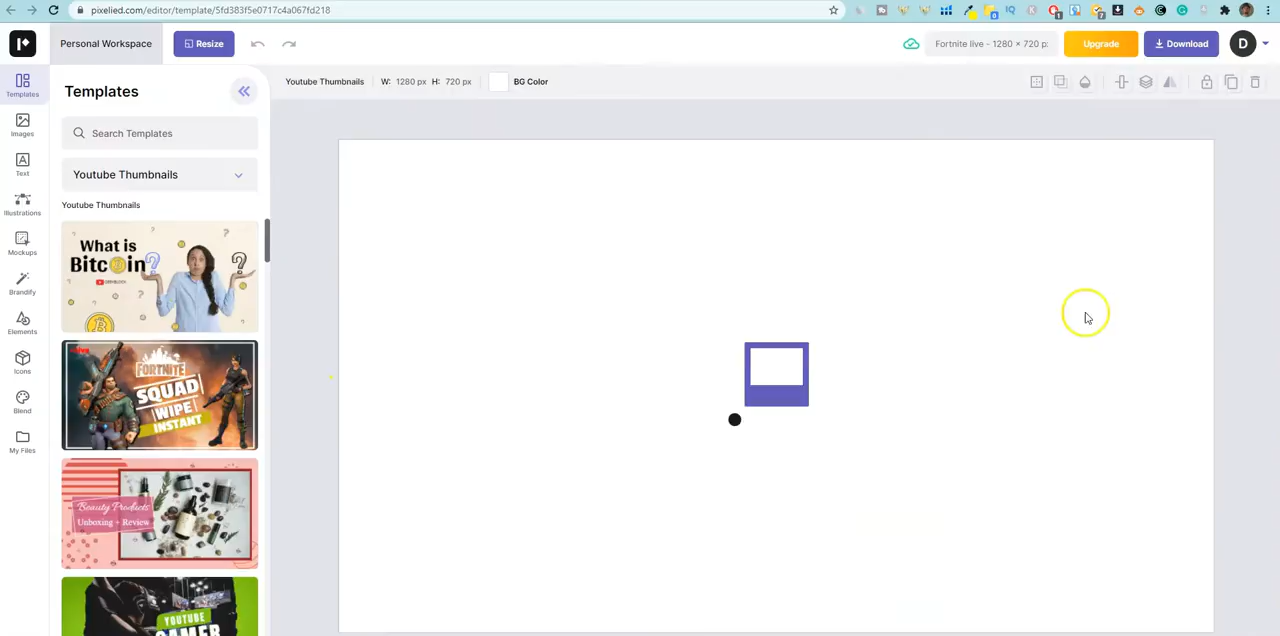 pixelied.com/editor/template/5fd383f5e0717c4a067fd218
Personal Workspace
Resize
Fortnite live - 1280 × 720 p:
Upgrade
Download
D
Templates
Youtube Thumbnails
W: 1280 px H: 720 px
BG Color
Templates
Search Templates
Youtube Thumbnails
Youtube Thumbnails
Images
Text
Illustrations
Mockups
Brandify
Elements
Icons
Blend
My Files
What is
Bitcoin
FORTNITE
SQUAD
WIPE
INSTANT
Beauty Products
Unboxing + Review
YOUTUBE
GAMER